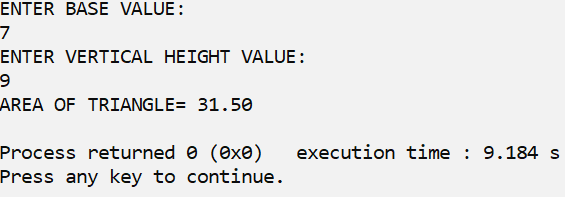 ENTER BASE VALUE:
7
ENTER VERTICAL HEIGHT VALUE:
9
AREA OF TRIANGLE= 31.50
Process returned 0 (0x0)   execution time : 9.184 s
Press any key to continue.